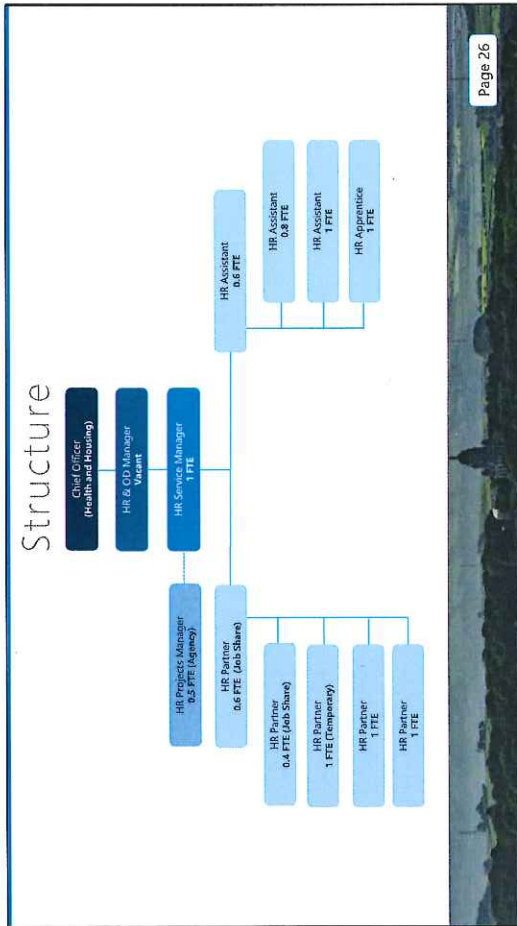 Structure
Chief Officer
(Health and Housing)
HR & OD Manager
Vacant
HR Service Manager
1 FTE
HR Projects Manager
0.5 FTE (Agency)
HR Partner
0.6 FTE (Job Share)
HR Partner
0.4 FTE (Job Share)
HR Partner
1 FTE (Temporary)
HR Partner
1 FTE
HR Partner
1 FTE
HR Assistant
0.6 FTE
HR Assistant
0.8 FTE
HR Assistant
1 FTE
HR Apprentice
1 FTE
Page 26